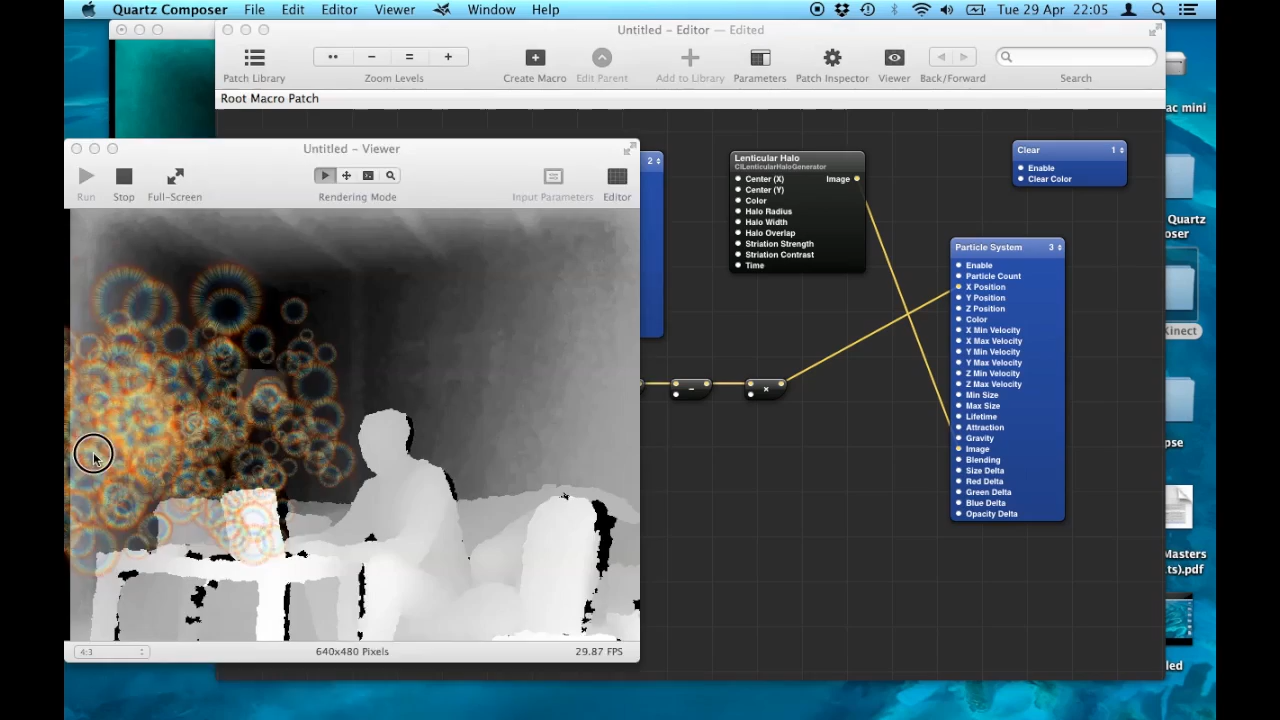 Quartz Composer File Edit Editor Viewer Window Help Tue 29 Apr 22:05
Untitled – Editor — Edited
Patch Library Zoom Levels Create Macro Edit Parent Add to Library Parameters Patch Inspector Viewer Back/Forward Search
Root Macro Patch
ac mini
Untitled – Viewer
Run Stop Full-Screen Rendering Mode Input Parameters Editor
2
Lenticular Halo
CILenticularHaloGenerator
Center (X) Image
Center (Y)
Color
Halo Radius
Halo Width
Halo Overlap
Striation Strength
Striation Contrast
Time
Clear 1
Enable
Clear Color
Quartz
oser
Particle System 3
Enable
Particle Count
X Position
Y Position
Z Position
Color
X Min Velocity
X Max Velocity
Y Min Velocity
Y Max Velocity
Z Min Velocity
Z Max Velocity
Min Size
Max Size
Lifetime
Attraction
Gravity
Image
Blending
Size Delta
Red Delta
Green Delta
Blue Delta
Opacity Delta
- ×
Kinect
pse
Masters
ts).pdf
led
4:3 640x480 Pixels 29.87 FPS